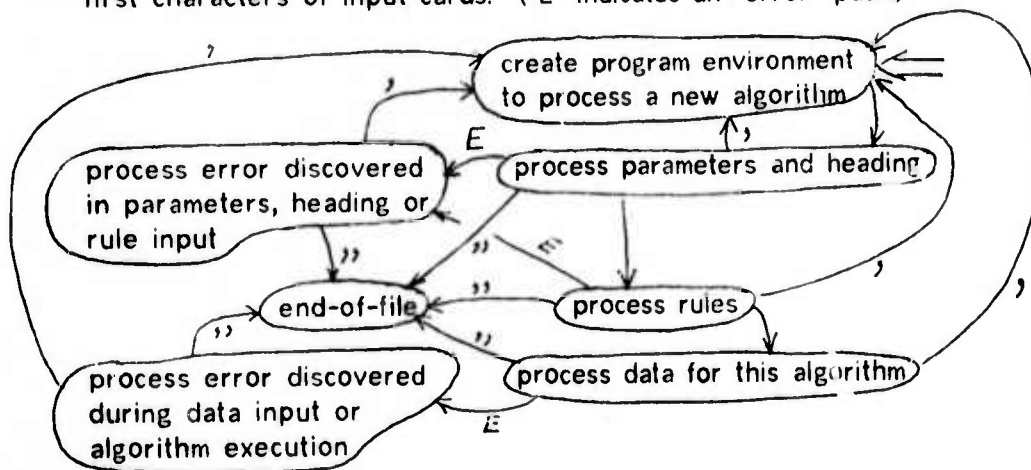 first characters of input cards. ("E" indicates an "error" path)
,
create program environment
to process a new algorithm
,
,
E
process error discovered
in parameters, heading or
rule input
process parameters and heading
,,
,,
E
,
end-of-file
,,
process rules
,
,,
,,
process error discovered
during data input or
algorithm execution
process data for this algorithm
E